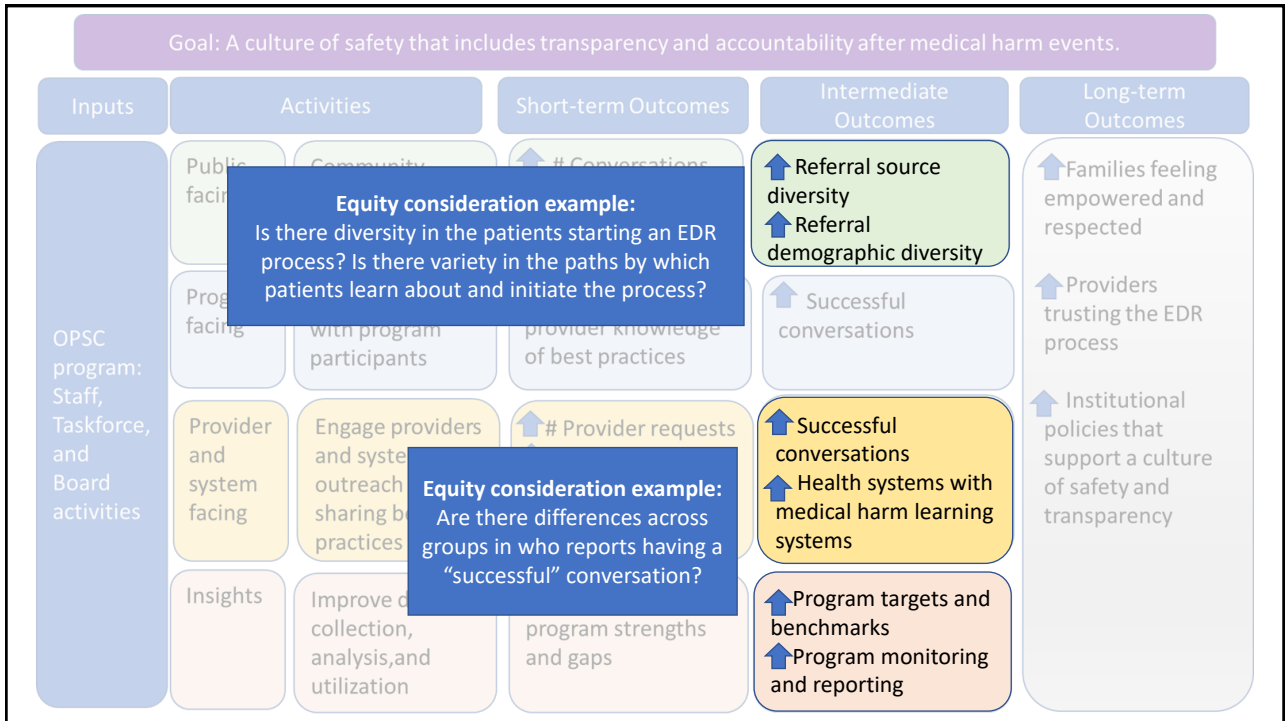 Goal: A culture of safety that includes transparency and accountability after medical harm events.
Inputs
Activities
Short-term Outcomes
Intermediate
Outcomes
Long-term
Outcomes
OPSC
program:
Staff,
Taskforce,
and
Board
activities
Public
facing
Community
# Conversations
Equity consideration example:
Is there diversity in the patients starting an EDR
process? Is there variety in the paths by which
patients learn about and initiate the process?
Referral source
diversity
Referral
demographic diversity
facing
with program
participants
provider knowledge
of best practices
Successful
conversations
Provider
and
system
facing
Engage providers
and system
outreach
sharing
practices
# Provider requests
Equity consideration example:
Are there differences across
groups in who reports having a
“successful” conversation?
Successful
conversations
Health systems with
medical harm learning
systems
Insights
Improve
collection,
analysis,and
utilization
program strengths
and gaps
Program targets and
benchmarks
Program monitoring
and reporting
Families feeling
empowered and
respected
Providers
trusting the EDR
process
Institutional
policies that
support a culture
of safety and
transparency